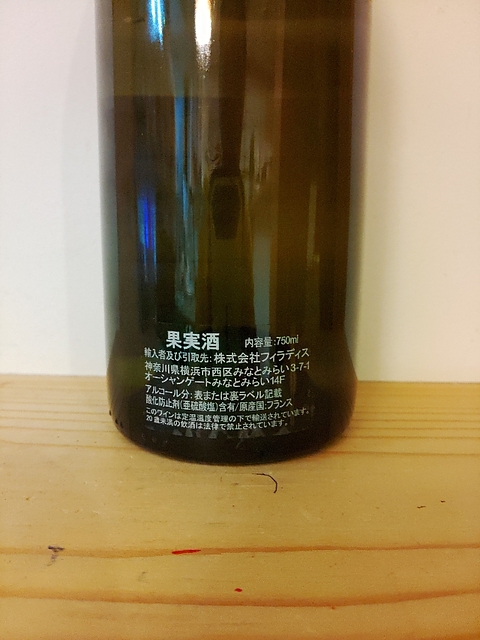 果実酒 内容量:750ml
輸入者及び引取先:株式会社フィラディス
神奈川県横浜市西区みなとみらい3-7-1
オーシャンゲートみなとみらい14F
アルコール分:表または裏ラベル記載
酸化防止剤(亜硫酸塩)含有/原産国:フランス
このワインは定温温度管理の下で輸送されています。
20歳未満の飲酒は法律で禁止されています。